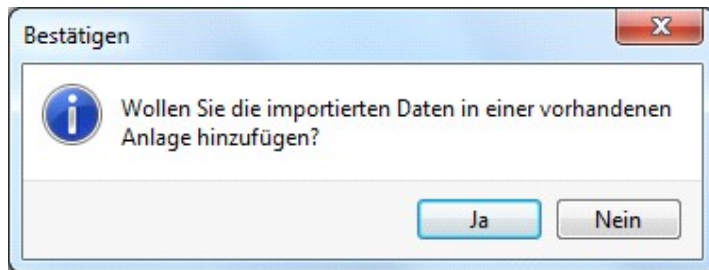 Bestätigen
Wollen Sie die importierten Daten in einer vorhandenen
Anlage hinzufügen?
Ja
Nein